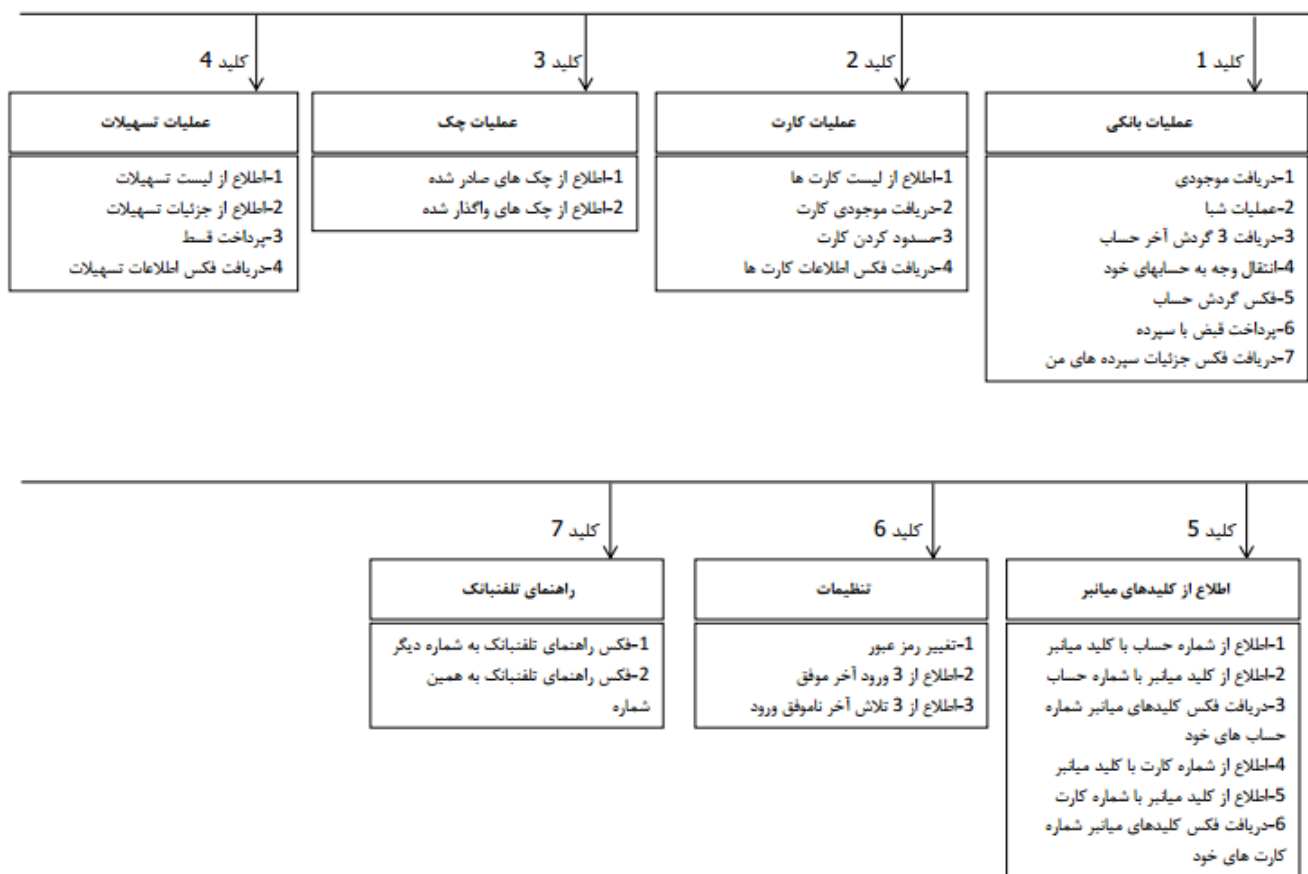 کلید 1
عملیات بانکی
1-دریافت موجودی
2-عملیات شبا
3-دریافت 3 گردش آخر حساب
4-انتقال وجه به حسابهای خود
5-فکس گردش حساب
6-پرداخت قبض با سپرده
7-دریافت فکس جزئیات سپرده های من
کلید 2
عملیات کارت
1-اطلاع از لیست کارت ها
2-دریافت موجودی کارت
3-مسدود کردن کارت
4-دریافت فکس اطلاعات کارت ها
کلید 3
عملیات چک
1-اطلاع از چک های صادر شده
2-اطلاع از چک های واگذار شده
کلید 4
عملیات تسهیلات
1-اطلاع از لیست تسهیلات
2-اطلاع از جزئیات تسهیلات
3-پرداخت قسط
4-دریافت فکس اطلاعات تسهیلات
کلید 5
اطلاع از کلیدهای میانبر
1-اطلاع از شماره حساب با کلید میانبر
2-اطلاع از کلید میانبر با شماره حساب
3-دریافت فکس کلیدهای میانبر شماره
حساب های خود
4-اطلاع از شماره کارت با کلید میانبر
5-اطلاع از کلید میانبر با شماره کارت
6-دریافت فکس کلیدهای میانبر شماره
کارت های خود
کلید 6
تنظیمات
1-تغییر رمز عبور
2-اطلاع از 3 ورود آخر موفق
3-اطلاع از 3 تلاش آخر ناموفق ورود
کلید 7
راهنمای تلفنبانک
1-فکس راهنمای تلفنبانک به شماره دیگر
2-فکس راهنمای تلفنبانک به همین
شماره